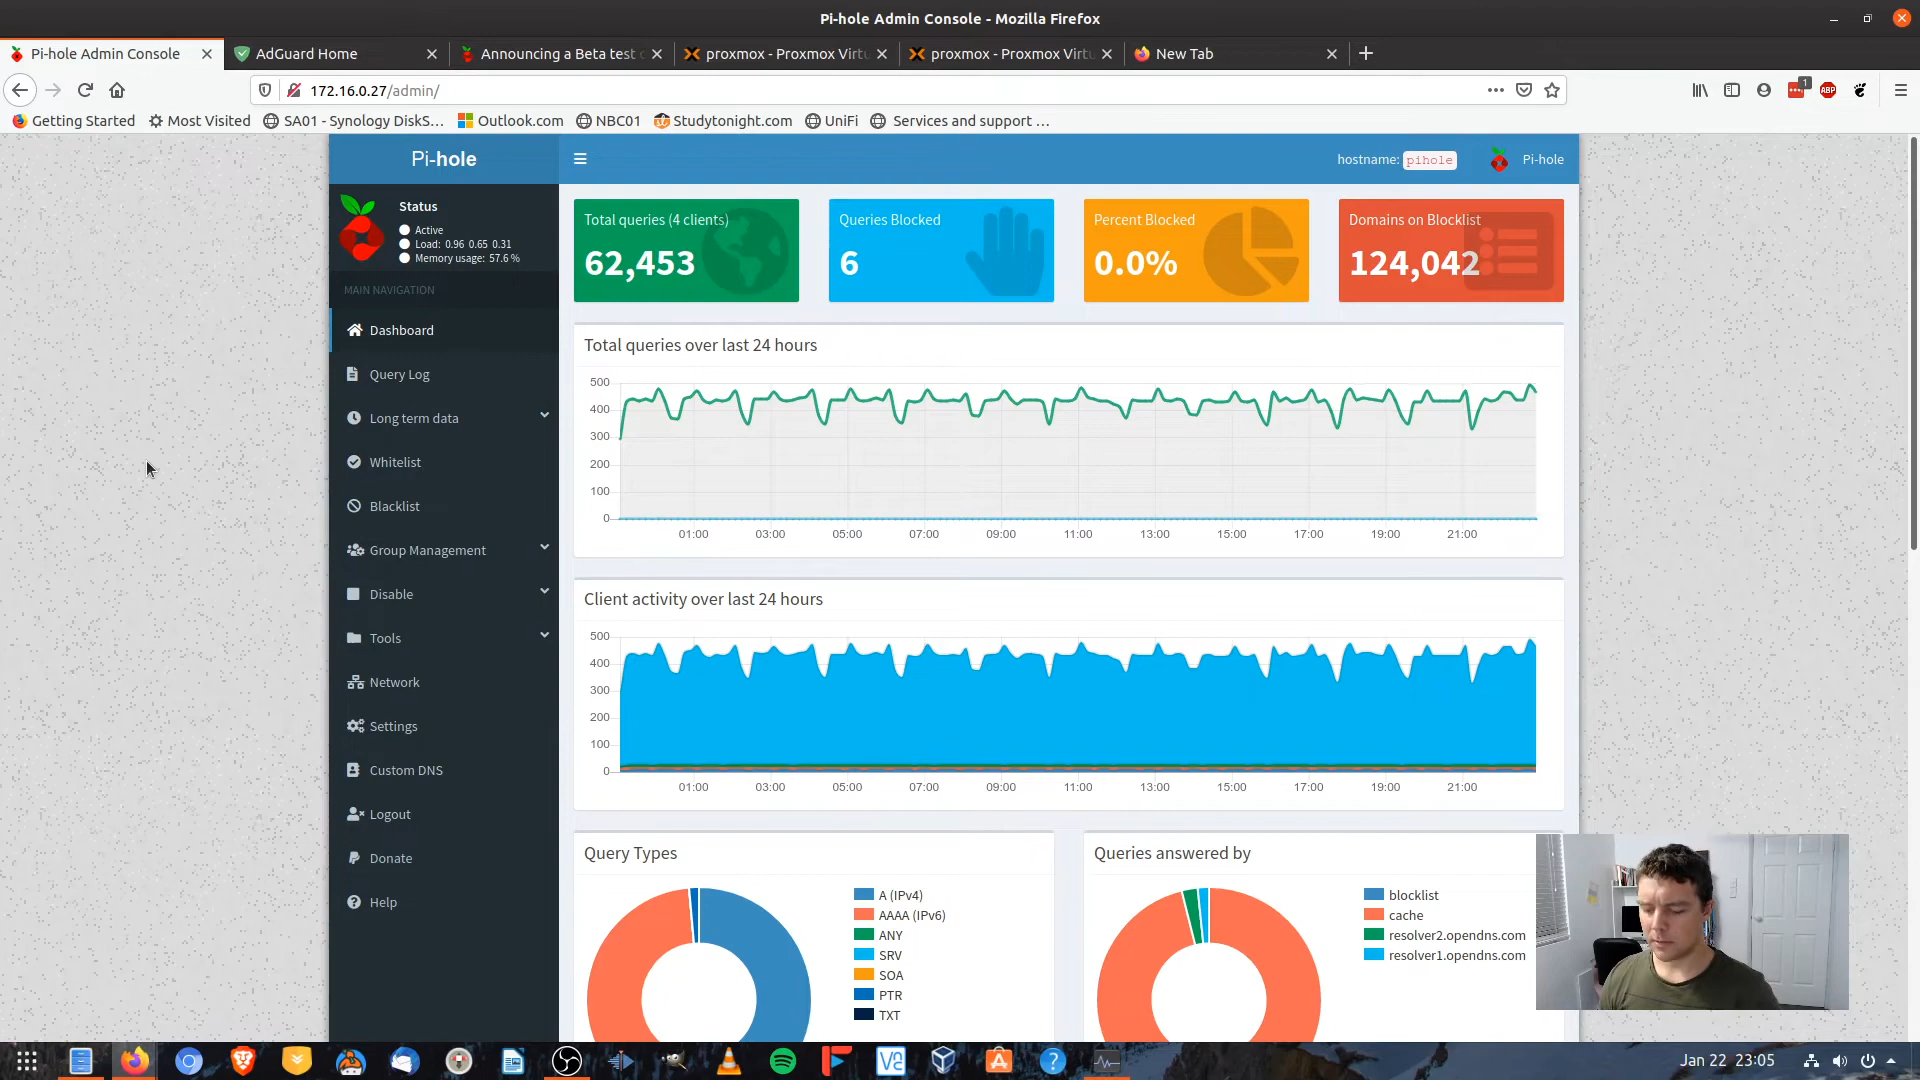 Pi-hole Admin Console - Mozilla Firefox
Pi-hole Admin Console
AdGuard Home
Announcing a Beta test
proxmox - Proxmox Virtu
proxmox - Proxmox Virtu
New Tab
172.16.0.27/admin/
1
ABP
Getting Started
Most Visited
SA01 - Synology DiskS...
Outlook.com
NBC01
Studytonight.com
UniFi
Services and support ...
Pi-hole
hostname: pihole
Pi-hole
Status
Active
Load: 0.96 0.65 0.31
Memory usage: 57.6 %
MAIN NAVIGATION
Dashboard
Query Log
Long term data
Whitelist
Blacklist
Group Management
Disable
Tools
Network
Settings
Custom DNS
Logout
Donate
Help
Total queries (4 clients)
62,453
Queries Blocked
6
Percent Blocked
0.0%
Domains on Blocklist
124,042
Total queries over last 24 hours
500
400
300
200
100
0
01:00 03:00 05:00 07:00 09:00 11:00 13:00 15:00 17:00 19:00 21:00
Client activity over last 24 hours
500
400
300
200
100
0
01:00 03:00 05:00 07:00 09:00 11:00 13:00 15:00 17:00 19:00 21:00
Query Types
A (IPv4)
AAAA (IPv6)
ANY
SRV
SOA
PTR
TXT
Queries answered by
blocklist
cache
resolver2.opendns.com
resolver1.opendns.com
Jan 22 23:05